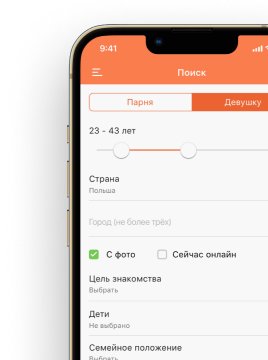 9:41
Поиск
Парня Девушку
23 - 43 лет
Страна
Польша
Город (не более трёх)
С фото Сейчас онлайн
Цель знакомства
Выбрать
Дети
Не выбрано
Семейное положение
Выбрать